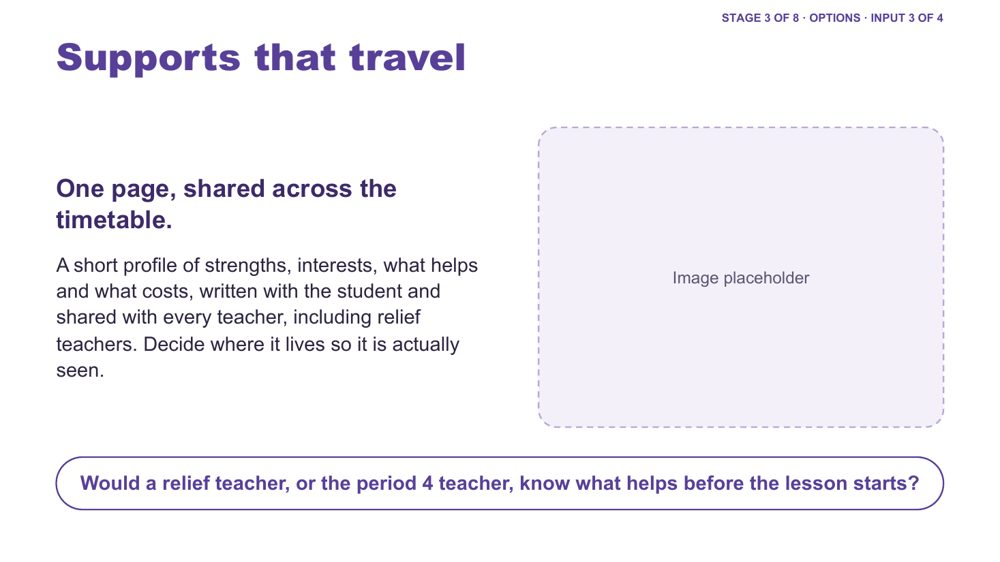 STAGE 3 OF 8 · OPTIONS · INPUT 3 OF 4
Supports that travel
One page, shared across the
timetable.
A short profile of strengths, interests, what helps
and what costs, written with the student and
shared with every teacher, including relief
teachers. Decide where it lives so it is actually
seen.
Image placeholder
Would a relief teacher, or the period 4 teacher, know what helps before the lesson starts?